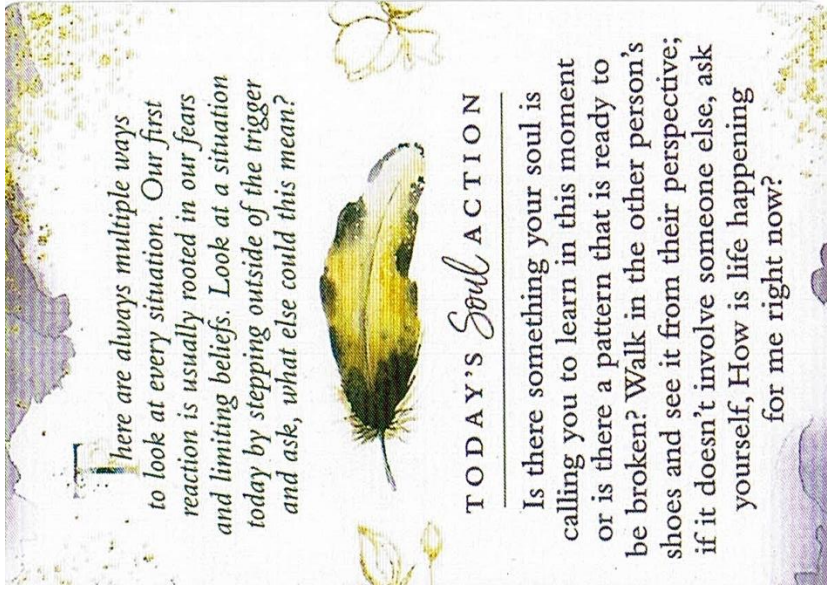 There are always multiple ways
to look at every situation. Our first
reaction is usually rooted in our fears
and limiting beliefs. Look at a situation
today by stepping outside of the trigger
and ask, what else could this mean?
TODAY'S Soul ACTION
Is there something your soul is
calling you to learn in this moment
or is there a pattern that is ready to
be broken? Walk in the other person's
shoes and see it from their perspective;
if it doesn't involve someone else, ask
yourself, How is life happening
for me right now?